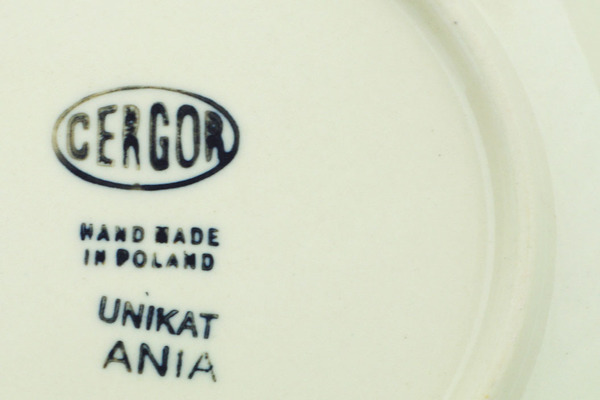 CERGOR
HAND MADE
IN POLAND
UNIKAT
ANIA